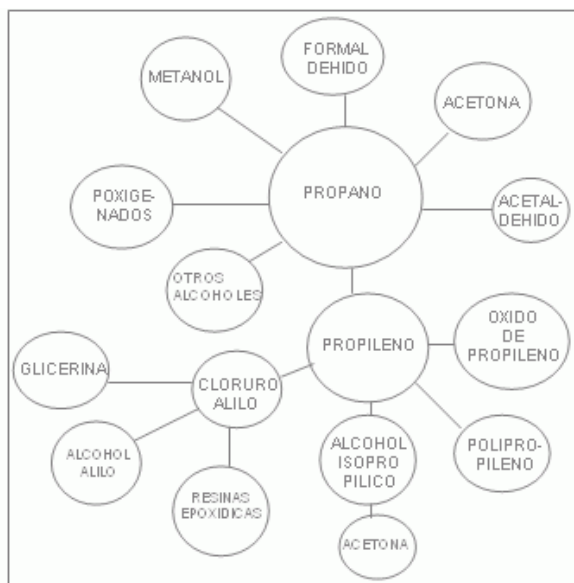 FORMAL
DEHIDO
METANOL
ACETONA
PROPANO
POXIGE-
NADOS
ACETAL-
DEHIDO
OTROS
ALCOHOLES
PROPILENO
OXIDO
DE
PROPILENO
GLICERINA
CLORURO
ALILO
ALCOHOL
ALILO
RESINAS
EPOXIDICAS
ALCOHOL
ISOPRO
PILICO
POLIPRO-
PILENO
ACETONA